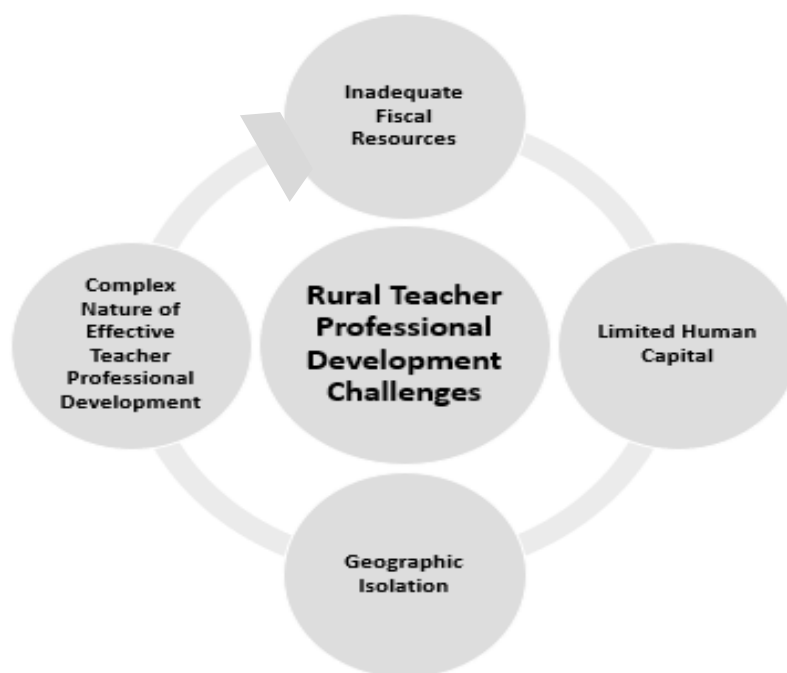 Inadequate
Fiscal
Resources
Complex
Nature of
Effective
Teacher
Professional
Development
Rural Teacher
Professional
Development
Challenges
Limited Human
Capital
Geographic
Isolation